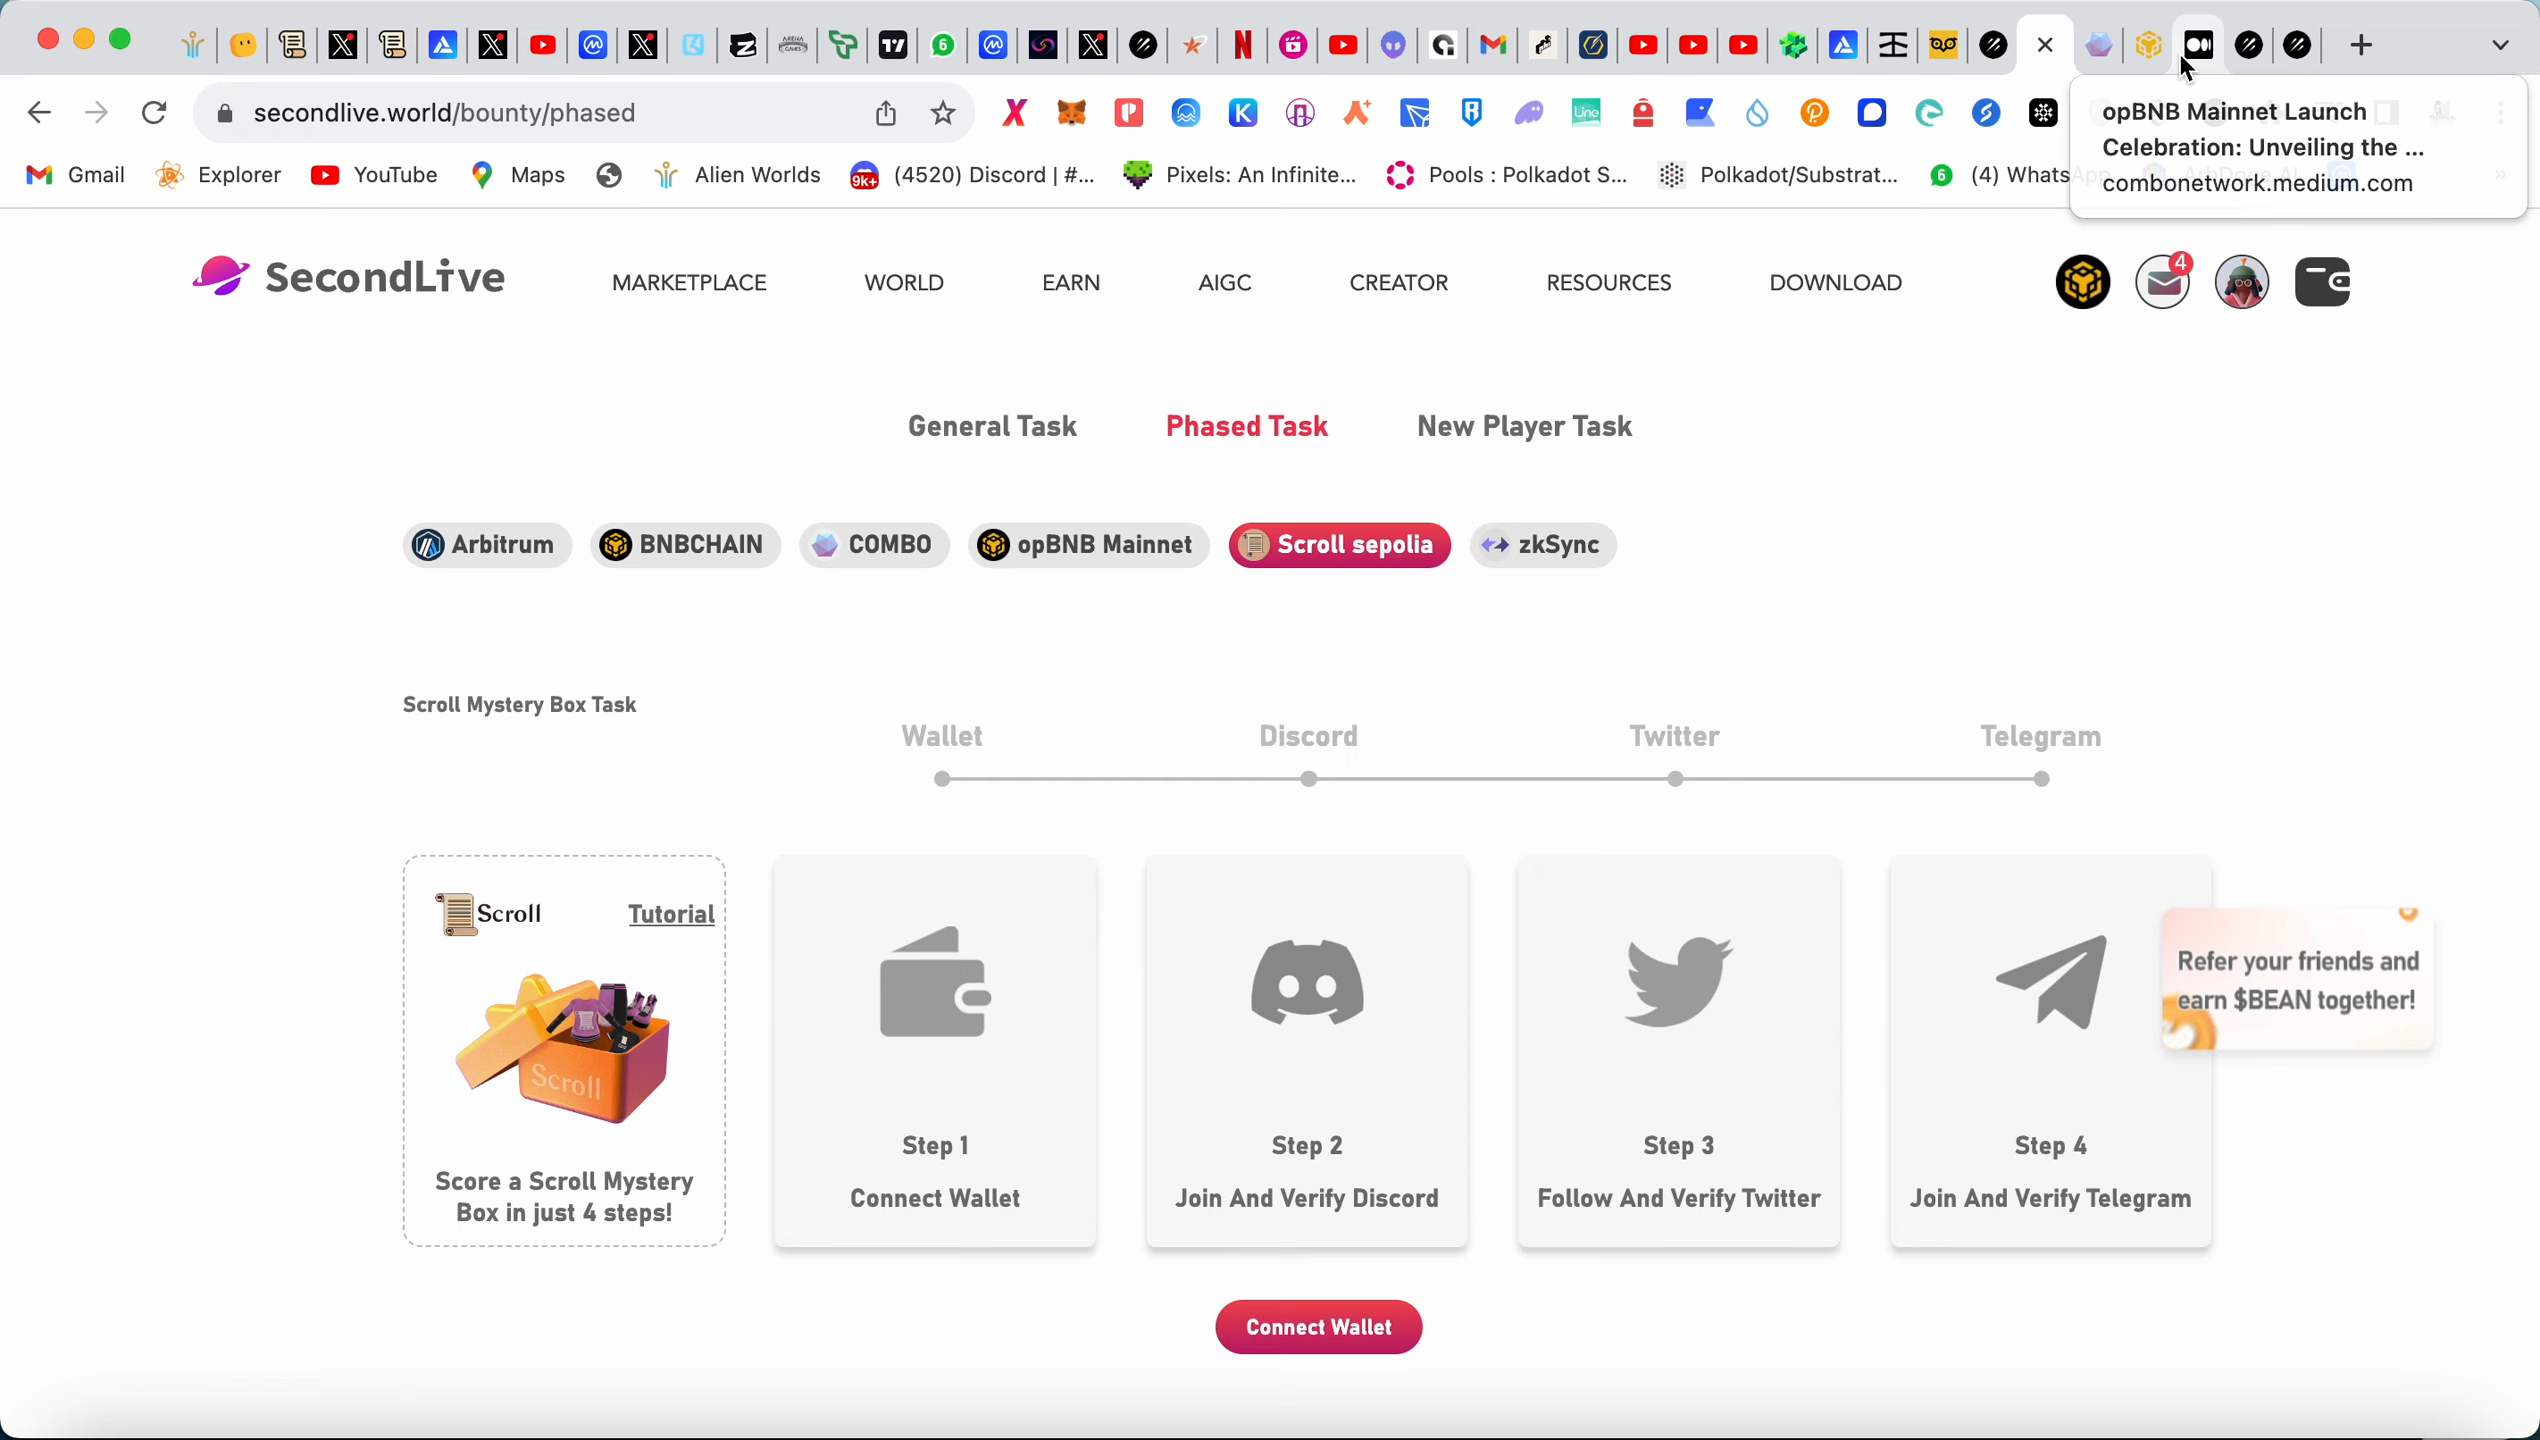 secondlive.world/bounty/phased
opBNB Mainnet Launch
Celebration: Unveiling the ...
combonetwork.medium.com
Gmail
Explorer
YouTube
Maps
Alien Worlds
9k+
(4520) Discord | #...
Pixels: An Infinite...
Pools : Polkadot S...
Polkadot/Substrat...
6
(4) WhatsApp
SecondLive
MARKETPLACE
WORLD
EARN
AIGC
CREATOR
RESOURCES
DOWNLOAD
4
General Task
Phased Task
New Player Task
Arbitrum
BNBCHAIN
COMBO
opBNB Mainnet
Scroll sepolia
zkSync
Scroll Mystery Box Task
Wallet
Discord
Twitter
Telegram
Scroll
Tutorial
Scroll
Score a Scroll Mystery
Box in just 4 steps!
Step 1
Connect Wallet
Step 2
Join And Verify Discord
Step 3
Follow And Verify Twitter
Step 4
Join And Verify Telegram
Refer your friends and
earn $BEAN together!
Connect Wallet